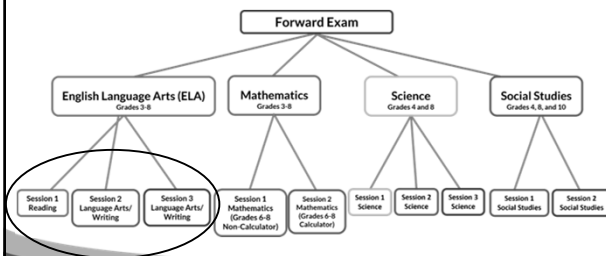 Forward Exam
English Language Arts (ELA)
Grades 3-8
Mathematics
Grades 3-8
Science
Grades 4 and 8
Social Studies
Grades 4, 8, and 10
Session 1
Reading
Session 2
Language Arts/
Writing
Session 3
Language Arts/
Writing
Session 1
Mathematics
(Grades 6-8
Non-Calculator)
Session 2
Mathematics
(Grades 6-8
Calculator)
Session 1
Science
Session 2
Science
Session 3
Science
Session 1
Social Studies
Session 2
Social Studies